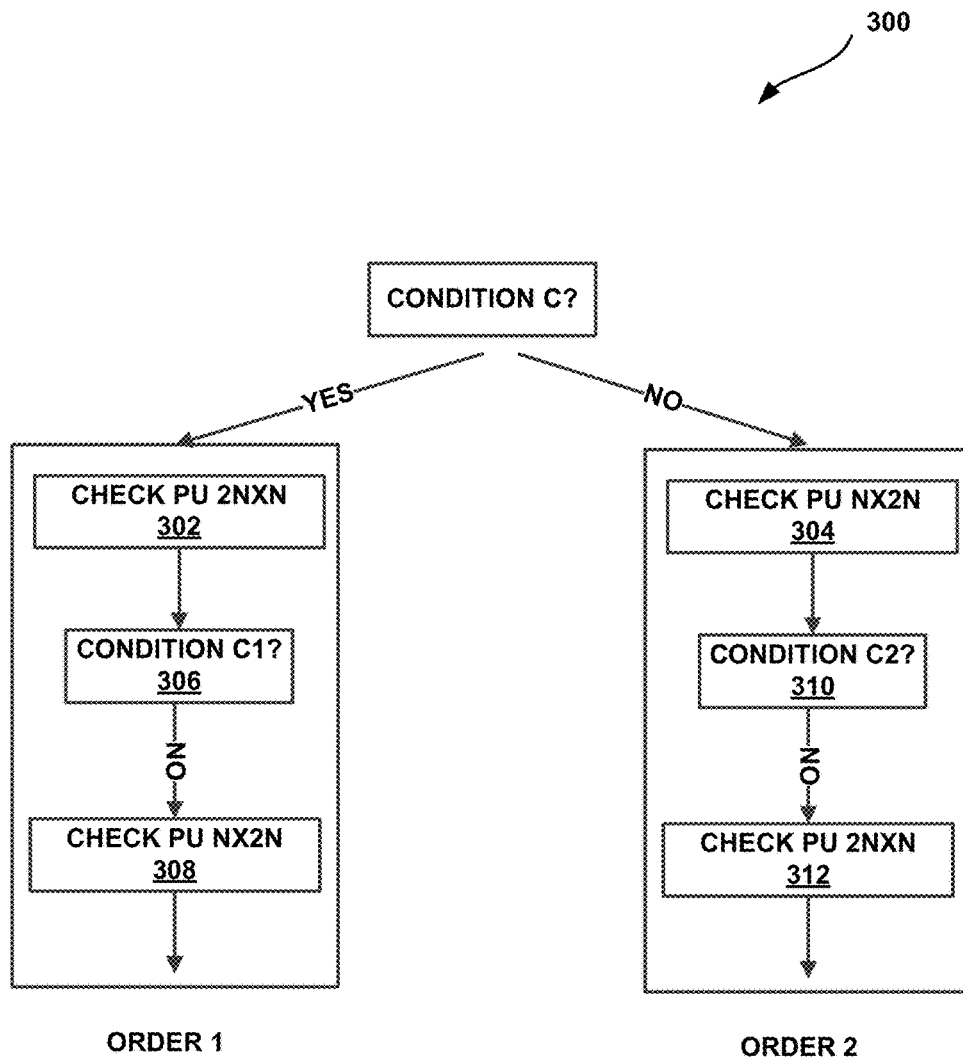 300
CONDITION C?
YES
NO
CHECK PU 2NXN
302
CONDITION C1?
306
NO
CHECK PU NX2N
308
ORDER 1
CHECK PU NX2N
304
CONDITION C2?
310
NO
CHECK PU 2NXN
312
ORDER 2